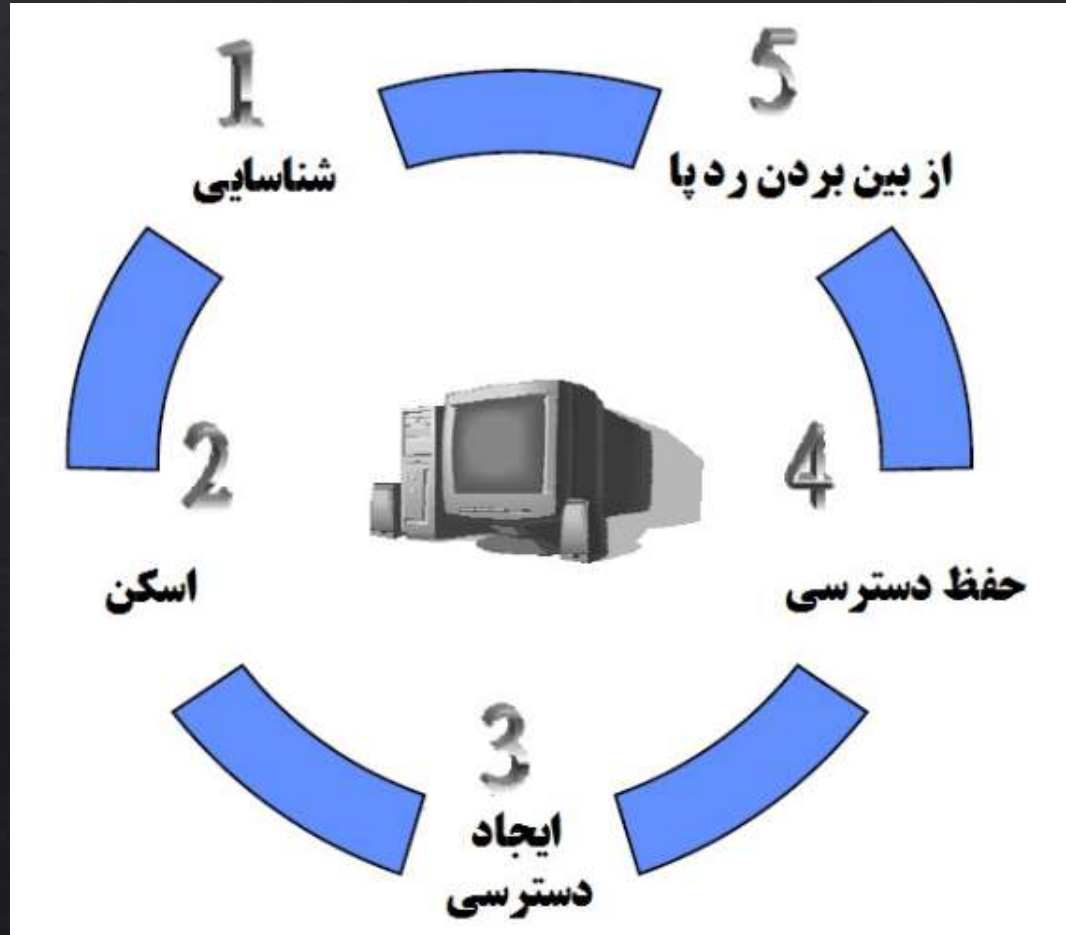 1
شناسایی
2
اسکن
3
ایجاد
دسترسی
4
حفظ دسترسی
5
از بین بردن رد پا